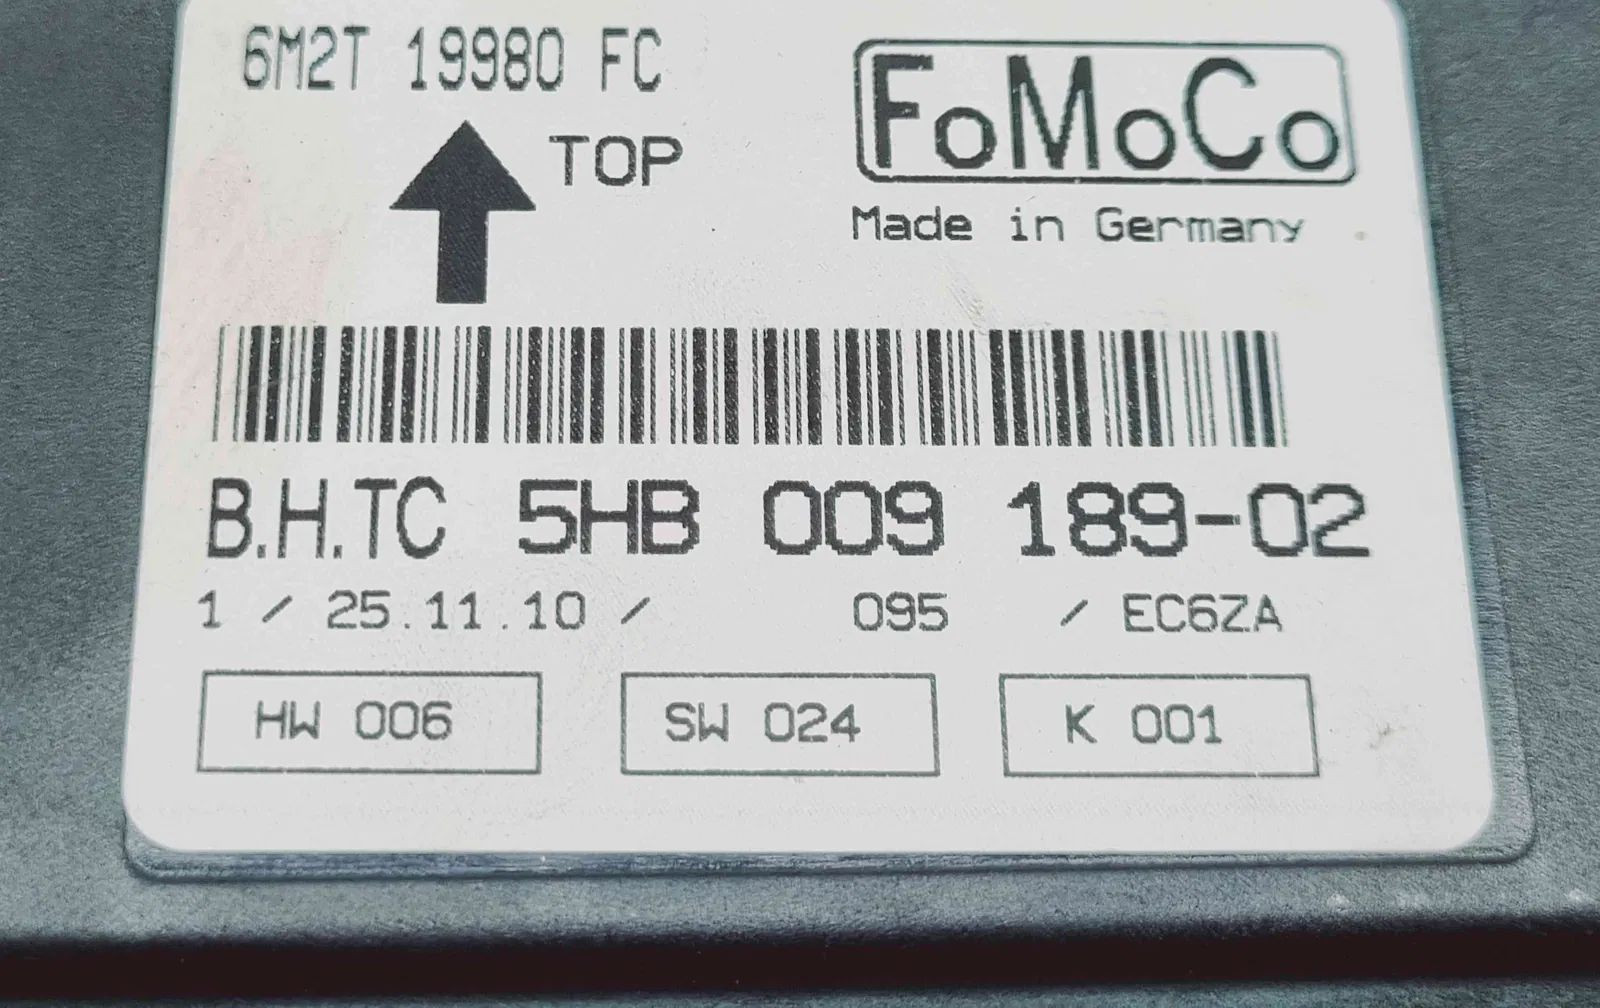 6M2T 19980 FC
FoMoCo
TOP
Made in Germany
B.H.TC 5HB 009 189-02
1 / 25.11.10 / 095 / EC6ZA
HW 006
SW 024
K 001